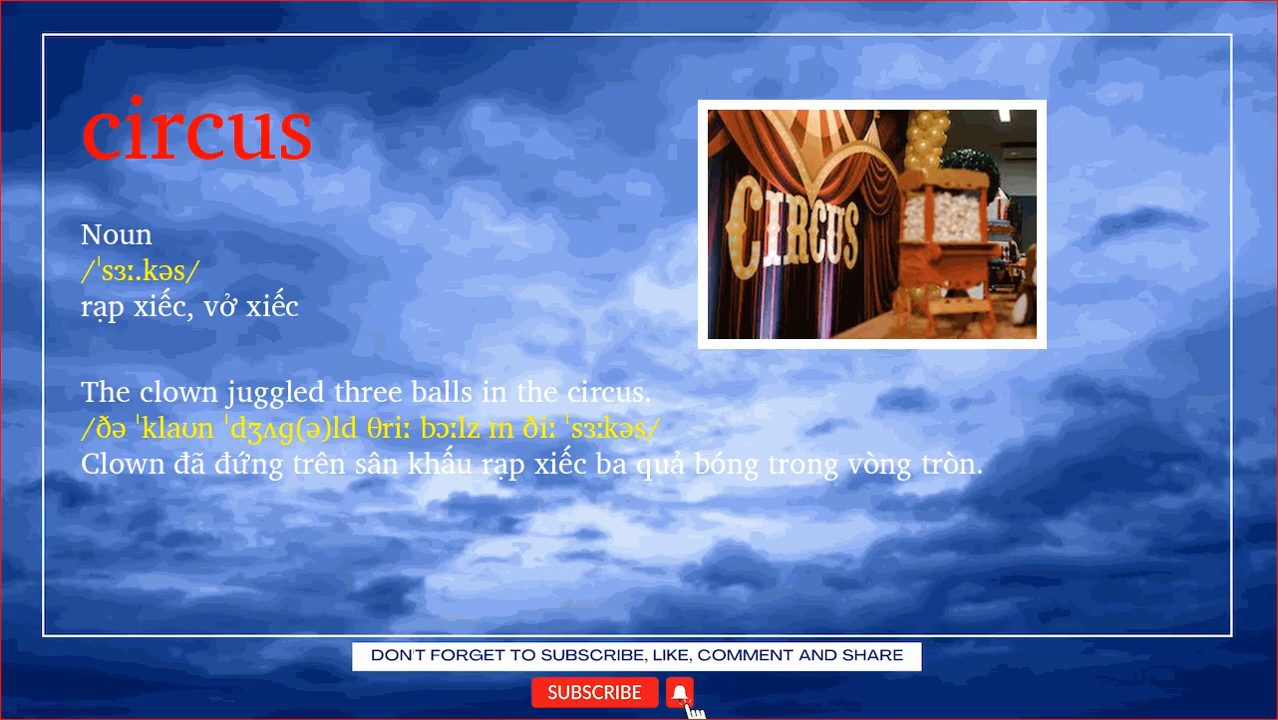 circus
CIRCUS
Noun
/ˈsɜː.kəs/
rạp xiếc, vở xiếc
The clown juggled three balls in the circus.
/ðə ˈklaʊn ˈdʒʌɡ(ə)ld θriː bɔːlz ɪn ðiː ˈsɜːkəs/
Clown đã đứng trên sân khấu rạp xiếc ba quả bóng trong vòng tròn.
DON'T FORGET TO SUBSCRIBE, LIKE, COMMENT AND SHARE
SUBSCRIBE